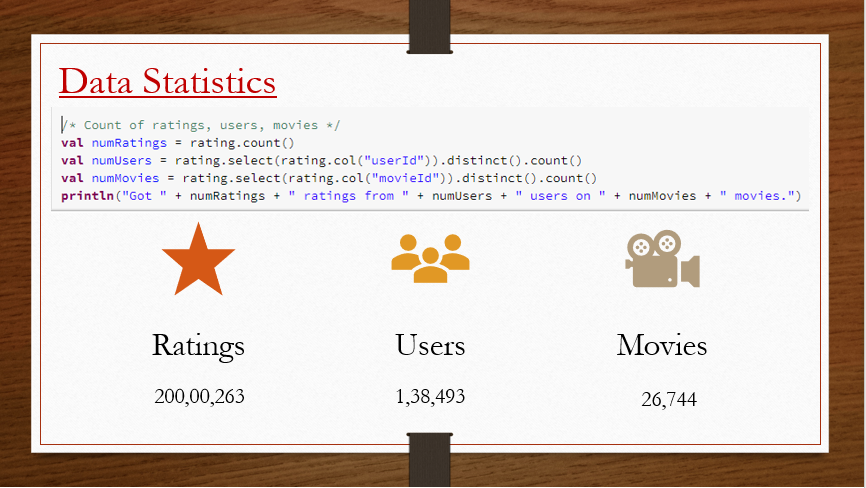 Data Statistics
/* Count of ratings, users, movies */
val numRatings = rating.count()
val numUsers = rating.select(rating.col("userId")).distinct().count()
val numMovies = rating.select(rating.col("movieId")).distinct().count()
println("Got " + numRatings + " ratings from " + numUsers + " users on " + numMovies + " movies.")
Ratings
Users
Movies
200,00,263
1,38,493
26,744